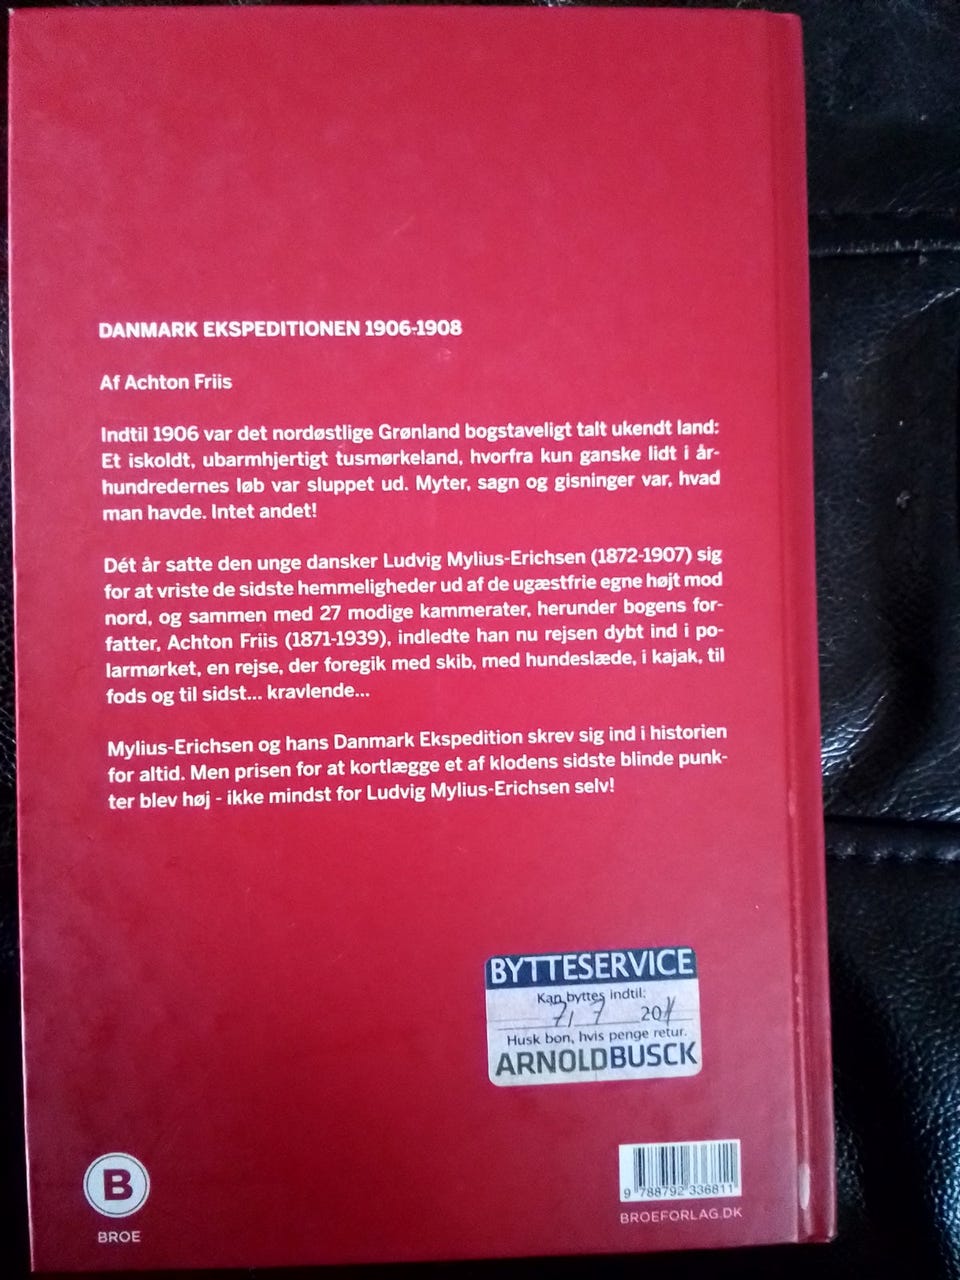 DANMARK EKSPEDITIONEN 1906-1908
Af Achton Friis
Indtil 1906 var det nordøstlige Grønland bogstaveligt talt ukendt land:
Et iskoldt, ubarmhjertigt tusmørkeland, hvorfra kun ganske lidt i år-
hundredernes løb var sluppet ud. Myter, sagn og gisninger var, hvad
man havde. Intet andet!
Dét år satte den unge dansker Ludvig Mylius-Erichsen (1872-1907) sig
for at vriste de sidste hemmeligheder ud af de ugæstfrie egne højt mod
nord, og sammen med 27 modige kammerater, herunder bogens for-
fatter, Achton Friis (1871-1939), indledte han nu rejsen dybt ind i po-
larmørket, en rejse, der foregik med skib, med hundeslæde, i kajak, til
fods og til sidst... kravlende...
Mylius-Erichsen og hans Danmark Ekspedition skrev sig ind i historien
for altid. Men prisen for at kortlægge et af klodens sidste blinde punk-
ter blev høj - ikke mindst for Ludvig Mylius-Erichsen selv!
BYTTESERVICE
Kan byttes indtil:
7/7 2011
Husk bon, hvis penge retur.
ARNOLDBUSCK
B
BROE
9 788792 336811
BROEFORLAG.DK